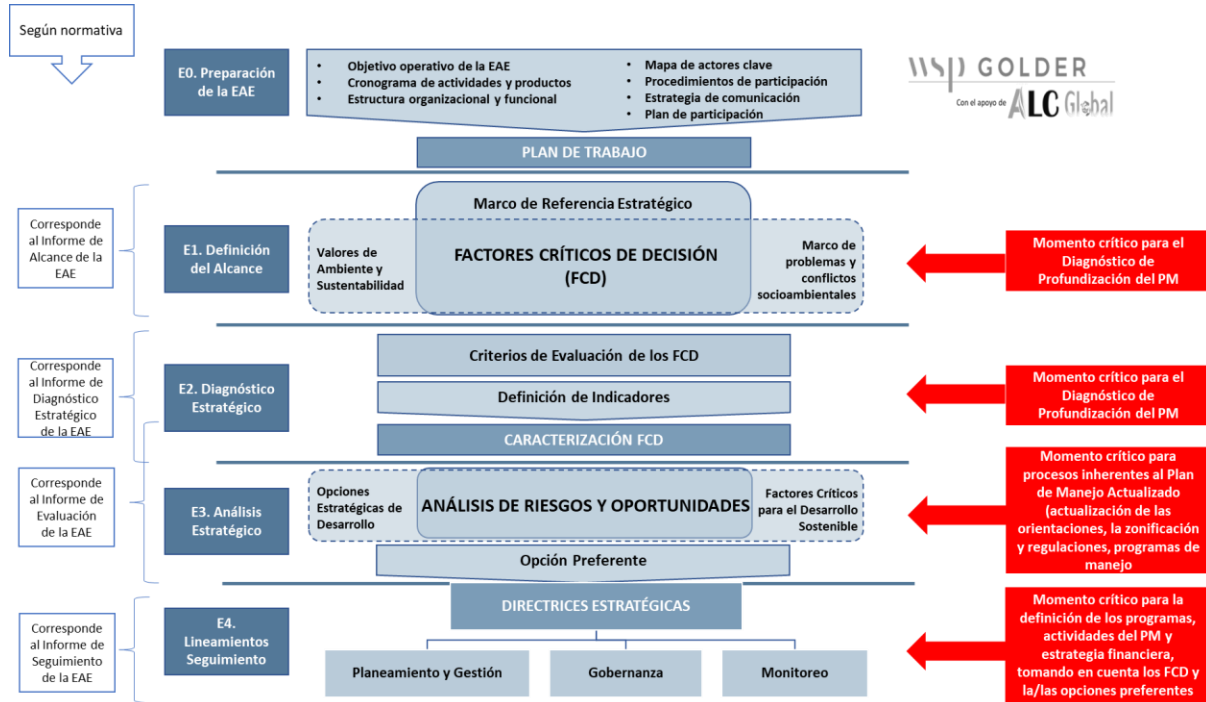 Según normativa
E0. Preparación
de la EAE
• Objetivo operativo de la EAE
• Cronograma de actividades y productos
• Estructura organizacional y funcional
• Mapa de actores clave
• Procedimientos de participación
• Estrategia de comunicación
• Plan de participación
wsp GOLDER
Con el apoyo de ALC Global
PLAN DE TRABAJO
Corresponde
al Informe de
Alcance de la
EAE
E1. Definición
del Alcance
Marco de Referencia Estratégico
Valores de
Ambiente y
Sustentabilidad
FACTORES CRÍTICOS DE DECISIÓN
(FCD)
Marco de
problemas y
conflictos
socioambientales
Momento crítico para el
Diagnóstico de
Profundización del PM
Corresponde
al Informe de
Diagnóstico
Estratégico
de la EAE
E2. Diagnóstico
Estratégico
Criterios de Evaluación de los FCD
Definición de Indicadores
CARACTERIZACIÓN FCD
Momento crítico para el
Diagnóstico de
Profundización del PM
Corresponde
al Informe de
Evaluación
de la EAE
E3. Análisis
Estratégico
Opciones
Estratégicas de
Desarrollo
ANÁLISIS DE RIESGOS Y OPORTUNIDADES
Factores Críticos
para el Desarrollo
Sostenible
Opción Preferente
Momento crítico para
procesos inherentes al Plan
de Manejo Actualizado
(actualización de las
orientaciones, la zonificación
y regulaciones, programas de
manejo
Corresponde
al Informe de
Seguimiento
de la EAE
E4.
Lineamientos
Seguimiento
DIRECTRICES ESTRATÉGICAS
Planeamiento y Gestión
Gobernanza
Monitoreo
Momento crítico para la
definición de los programas,
actividades del PM y
estrategia financiera,
tomando en cuenta los FCD y
la/las opciones preferentes